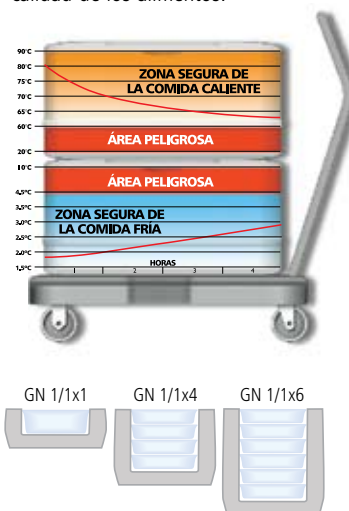 calidad de los alimentos.
90°C
80°C
75°C
70°C
65°C
60°C
20°C
ZONA SEGURA DE
LA COMIDA CALIENTE
ÁREA PELIGROSA
10°C
4,5°C
3,5°C
3,0°C
2,5°C
2,0°C
1,5°C
ÁREA PELIGROSA
ZONA SEGURA DE
LA COMIDA FRÍA
HORAS
1 2 3 4
GN 1/1x1 GN 1/1x4 GN 1/1x6